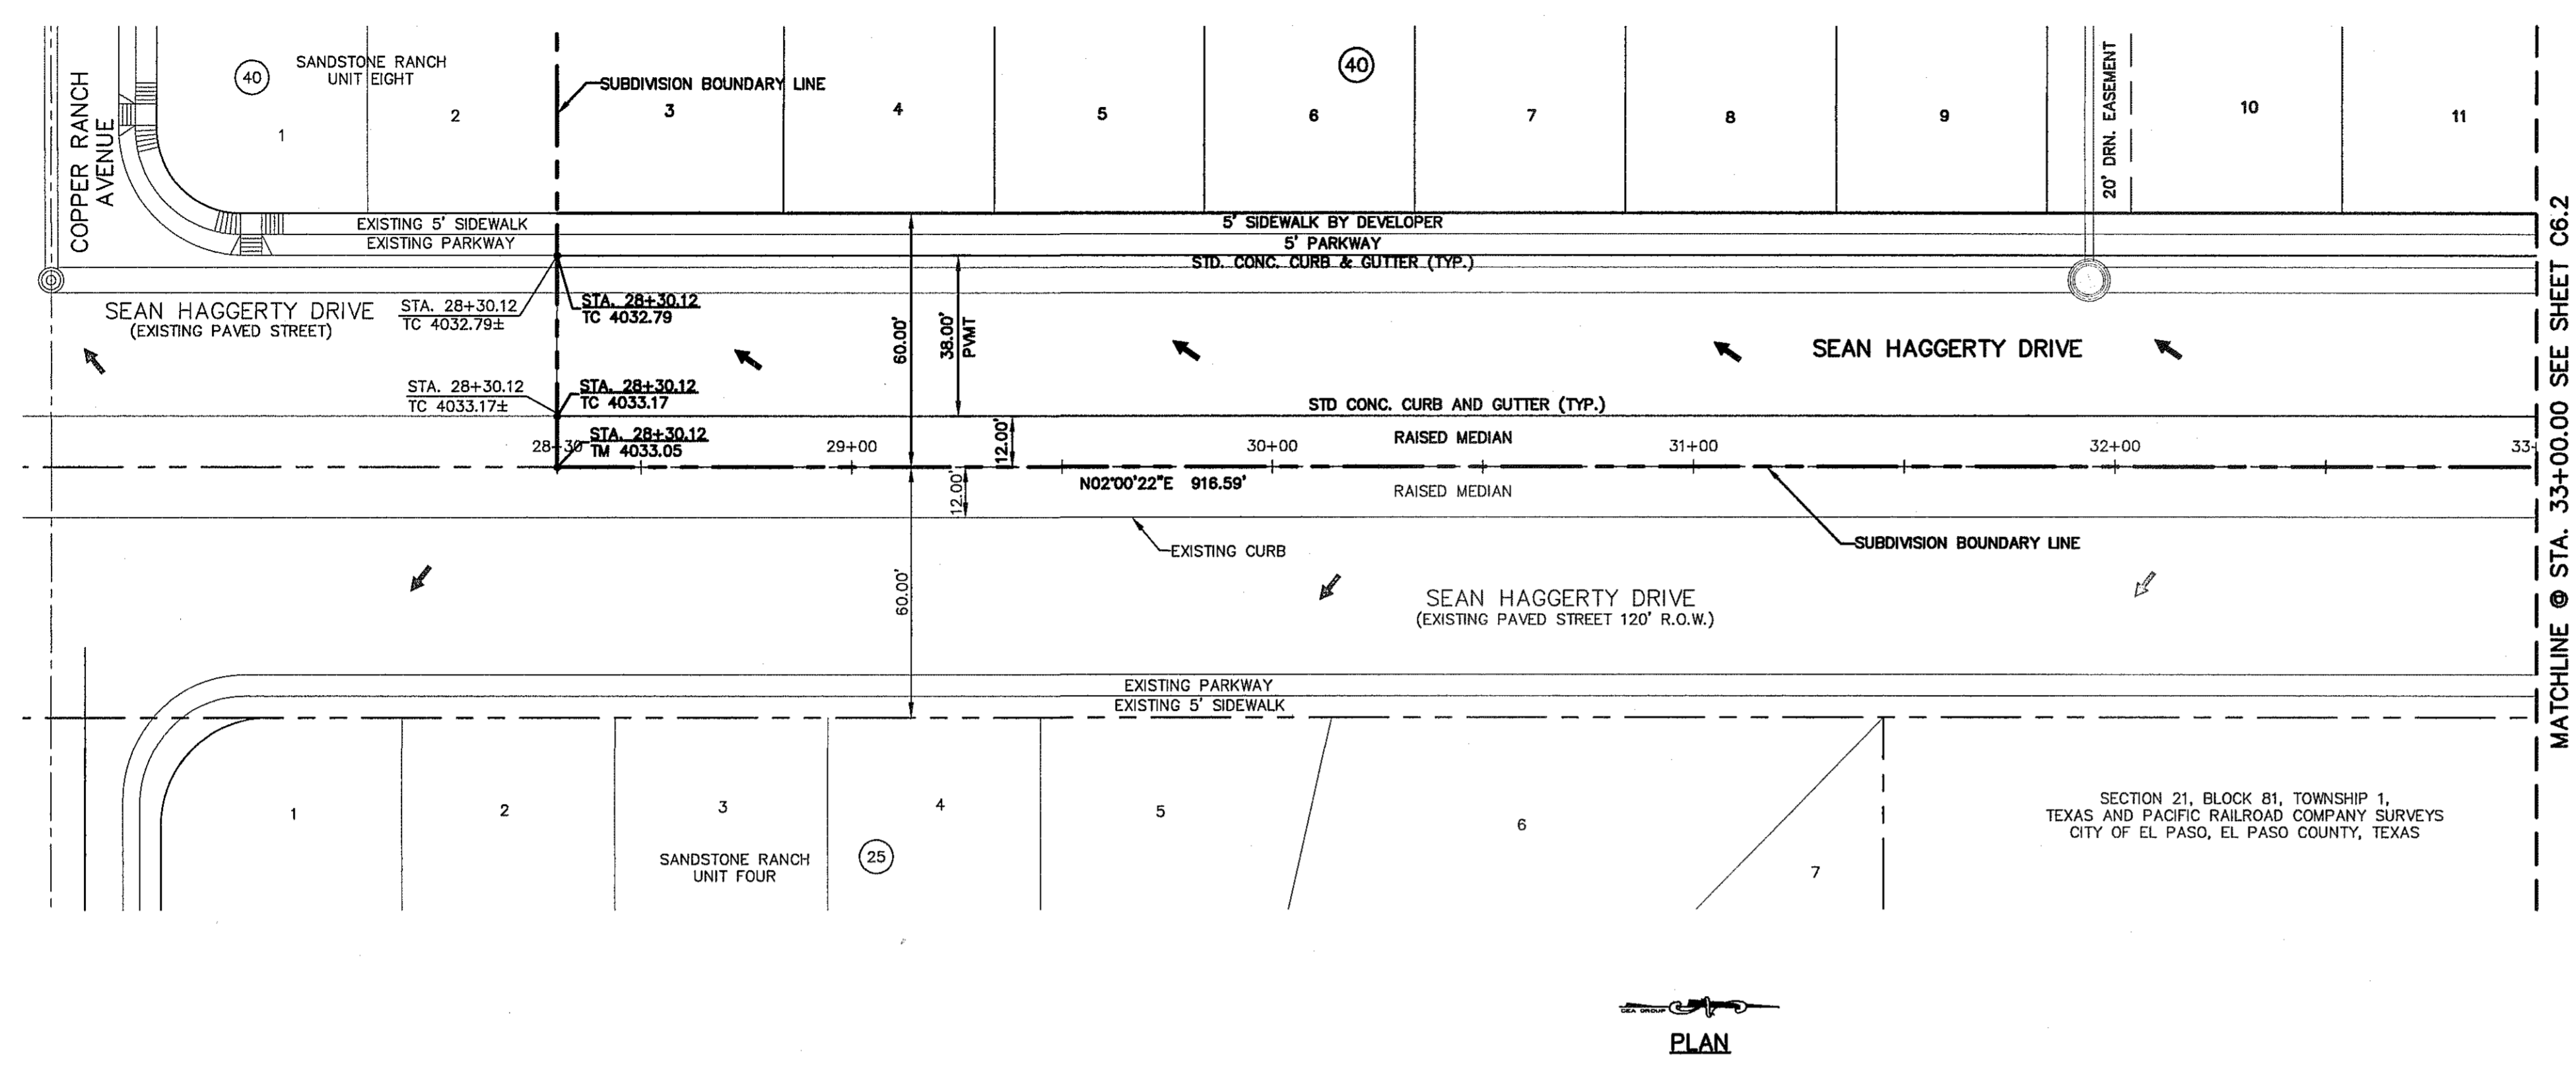 COPPER RANCH
AVENUE
40
SANDSTONE RANCH
UNIT EIGHT
1
2
SUBDIVISION BOUNDARY LINE
3
4
5
6
40
7
8
9
20' DRN. EASEMENT
10
11
EXISTING 5' SIDEWALK
EXISTING PARKWAY
5' SIDEWALK BY DEVELOPER
5' PARKWAY
STD. CONC. CURB & GUTTER (TYP.)
SEAN HAGGERTY DRIVE
(EXISTING PAVED STREET)
STA. 28+30.12
TC 4032.79±
STA. 28+30.12
TC 4032.79
60.00'
38.00'
PVMT
SEAN HAGGERTY DRIVE
STA. 28+30.12
TC 4033.17±
STA. 28+30.12
TC 4033.17
STD CONC. CURB AND GUTTER (TYP.)
28+30
STA. 28+30.12
TM 4033.05
29+00
12.00'
30+00
RAISED MEDIAN
31+00
32+00
33+
N02°00'22"E 916.59'
12.00'
RAISED MEDIAN
EXISTING CURB
SUBDIVISION BOUNDARY LINE
60.00'
SEAN HAGGERTY DRIVE
(EXISTING PAVED STREET 120' R.O.W.)
EXISTING PARKWAY
EXISTING 5' SIDEWALK
1
2
3
4
5
6
7
SANDSTONE RANCH
UNIT FOUR
25
SECTION 21, BLOCK 81, TOWNSHIP 1,
TEXAS AND PACIFIC RAILROAD COMPANY SURVEYS
CITY OF EL PASO, EL PASO COUNTY, TEXAS
MATCHLINE @ STA. 33+00.00 SEE SHEET C6.2
CEA GROUP
PLAN